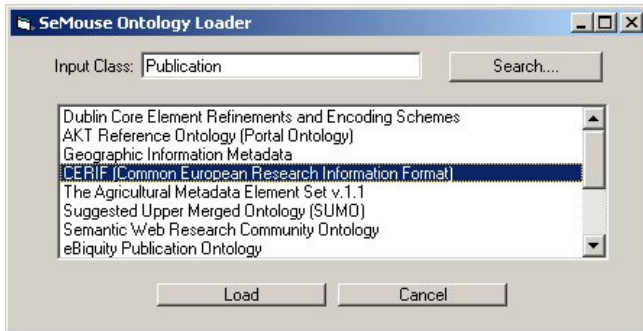 SeMouse Ontology Loader
Input Class: Publication Search....
Dublin Core Element Refinements and Encoding Schemes
AKT Reference Ontology (Portal Ontology)
Geographic Information Metadata
CERIF (Common European Research Information Format)
The Agricultural Metadata Element Set v.1.1
Suggested Upper Merged Ontology (SUMO)
Semantic Web Research Community Ontology
eBiquity Publication Ontology
Load Cancel